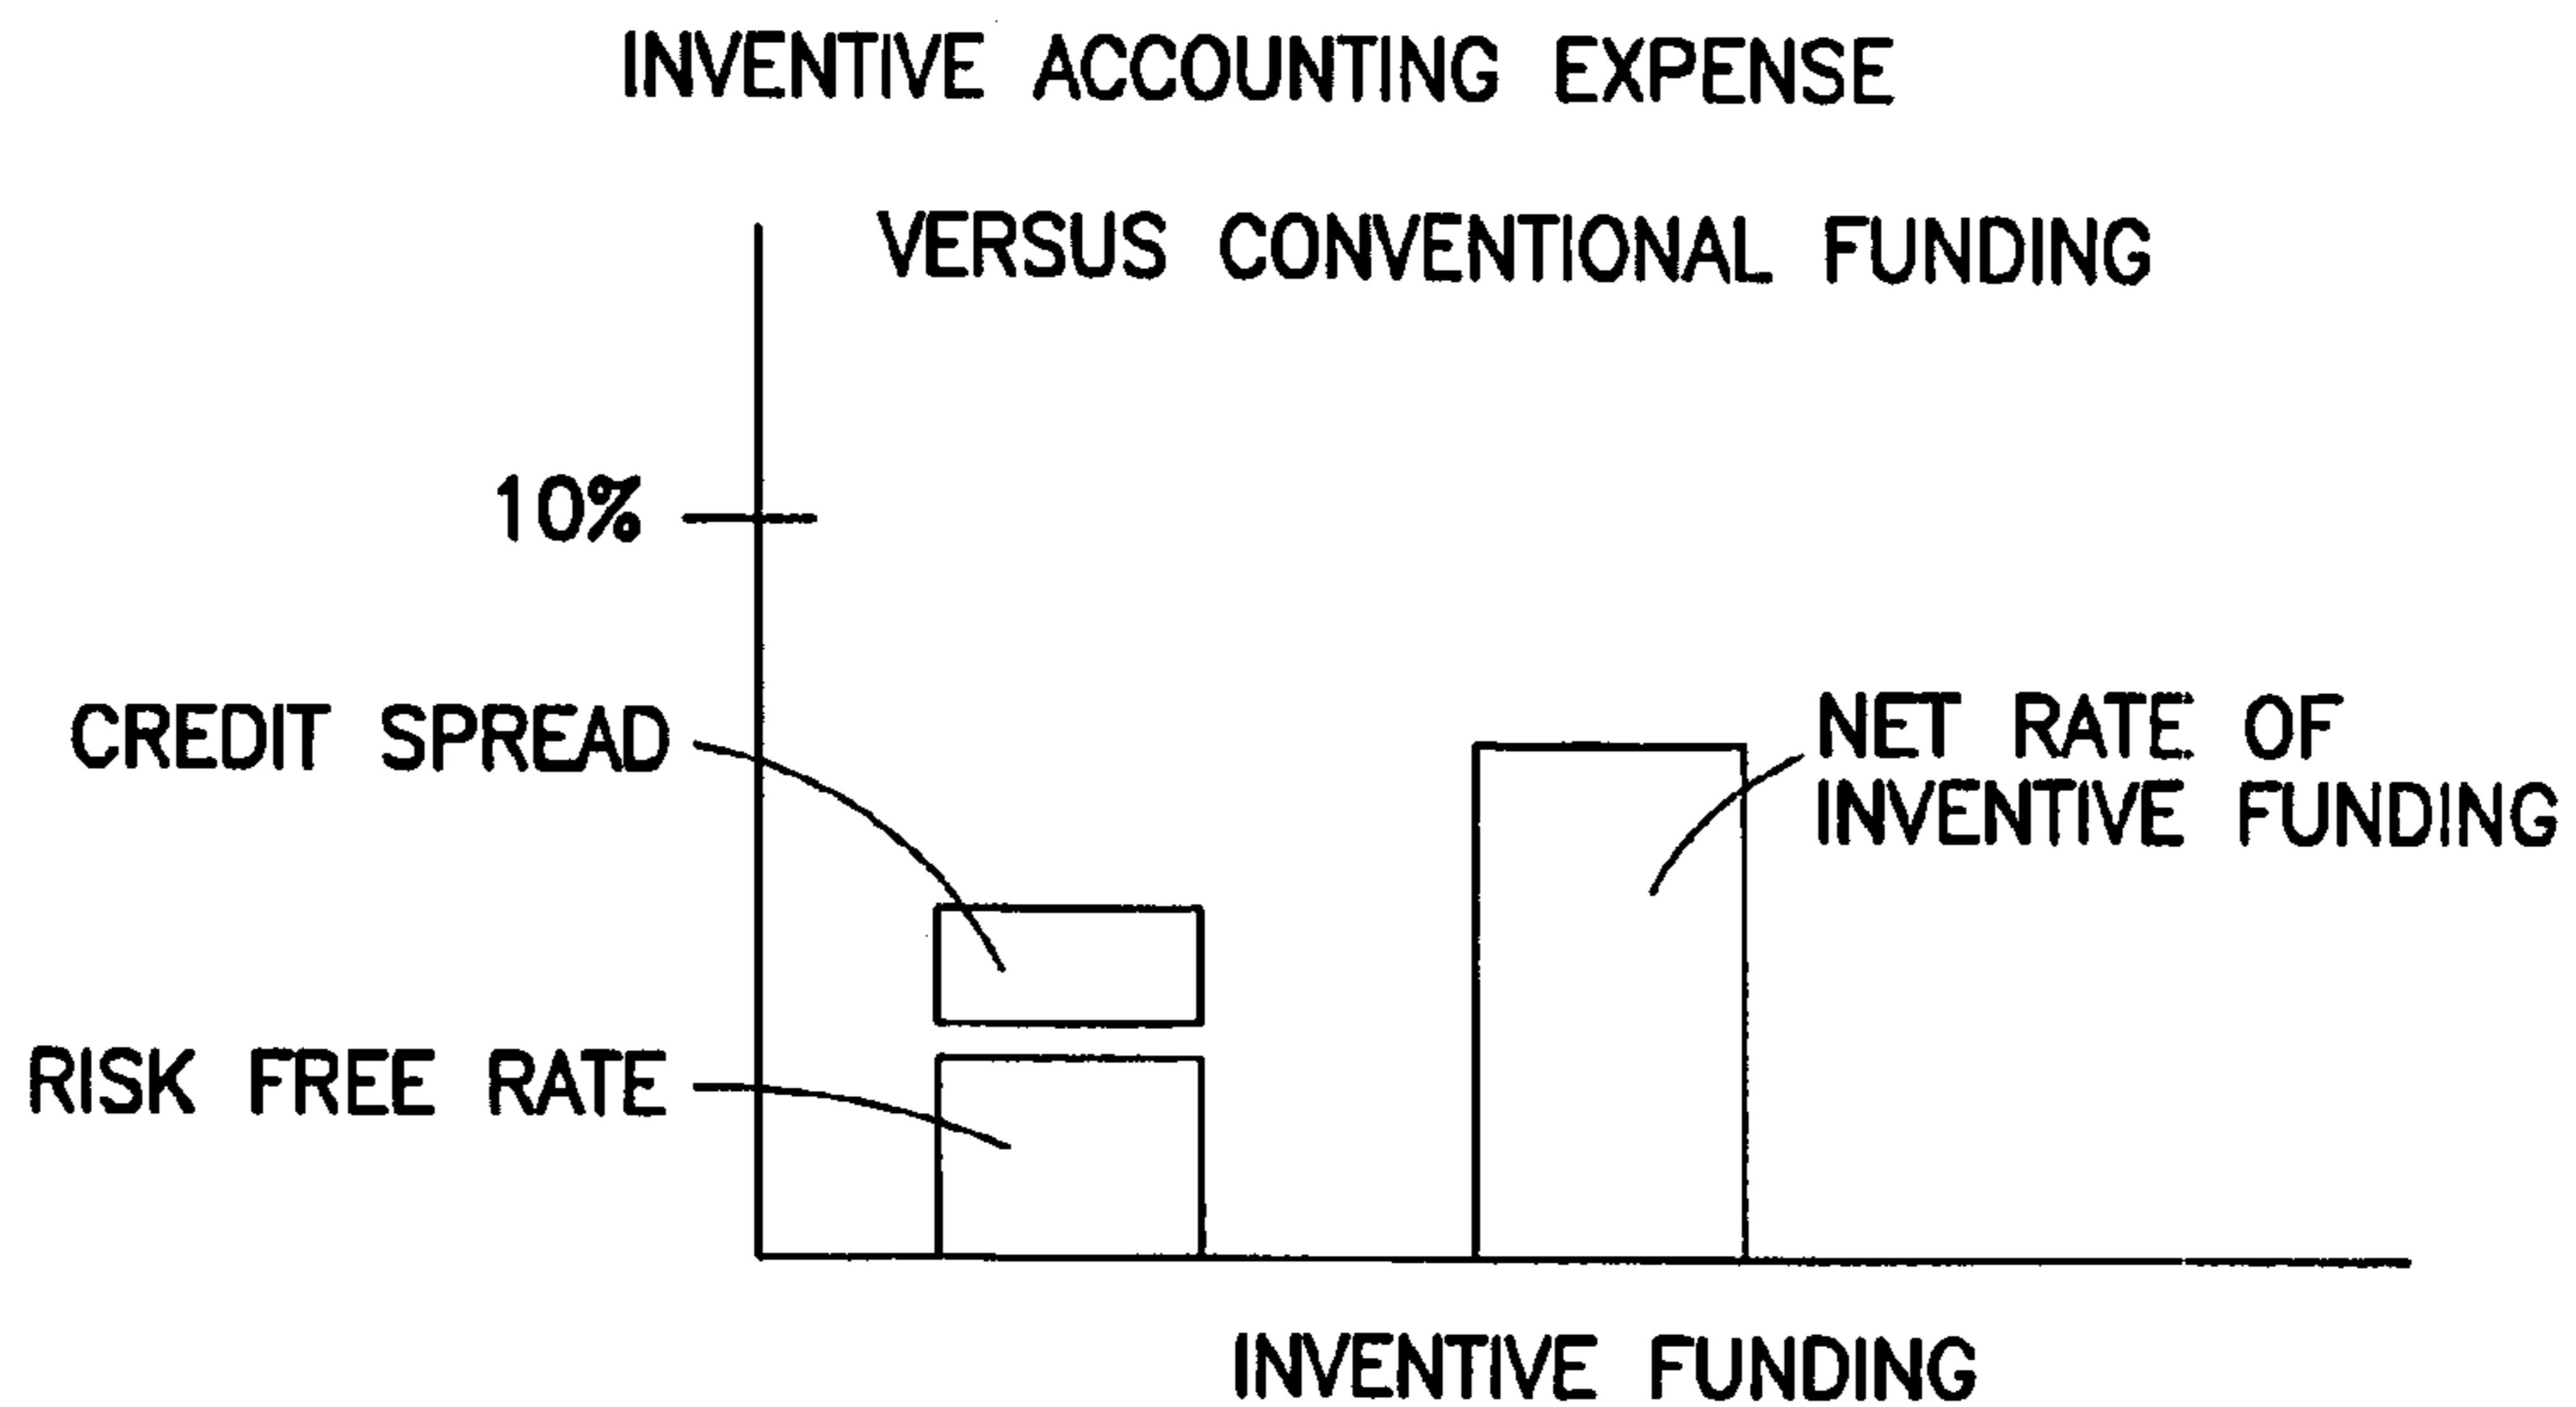 INVENTIVE ACCOUNTING EXPENSE
VERSUS CONVENTIONAL FUNDING
10%
CREDIT SPREAD
NET RATE OF
INVENTIVE FUNDING
RISK FREE RATE
INVENTIVE FUNDING